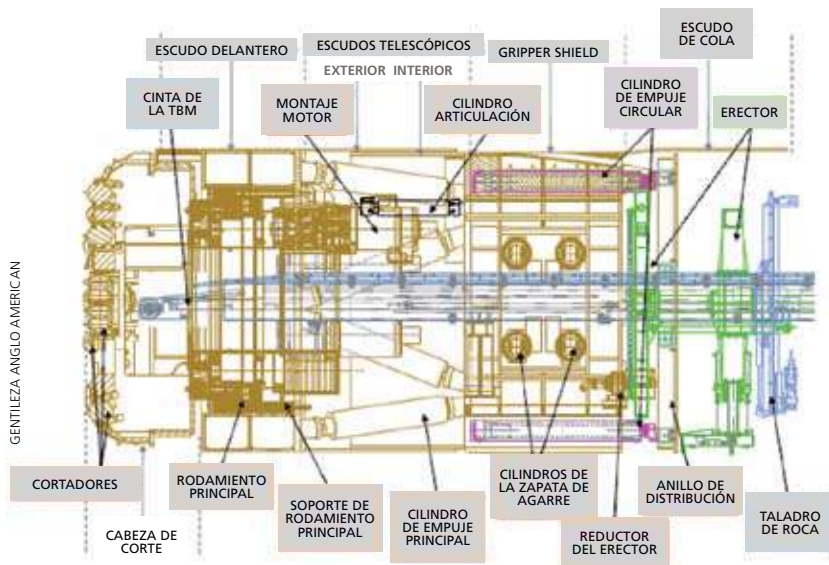 ESCUDO DELANTERO
ESCUDOS TELESCÓPICOS
EXTERIOR INTERIOR
GRIPPER SHIELD
ESCUDO
DE COLA
CINTA DE
LA TBM
MONTAJE
MOTOR
CILINDRO
ARTICULACIÓN
CILINDRO
DE EMPUJE
CIRCULAR
ERECTOR
GENTILEZA ANGLO AMERICAN
CORTADORES
RODAMIENTO
PRINCIPAL
SOPORTE DE
RODAMIENTO
PRINCIPAL
CILINDRO
DE EMPUJE
PRINCIPAL
CILINDROS DE
LA ZAPATA DE
AGARRE
REDUCTOR
DEL ERECTOR
ANILLO DE
DISTRIBUCIÓN
TALADRO
DE ROCA
CABEZA DE
CORTE